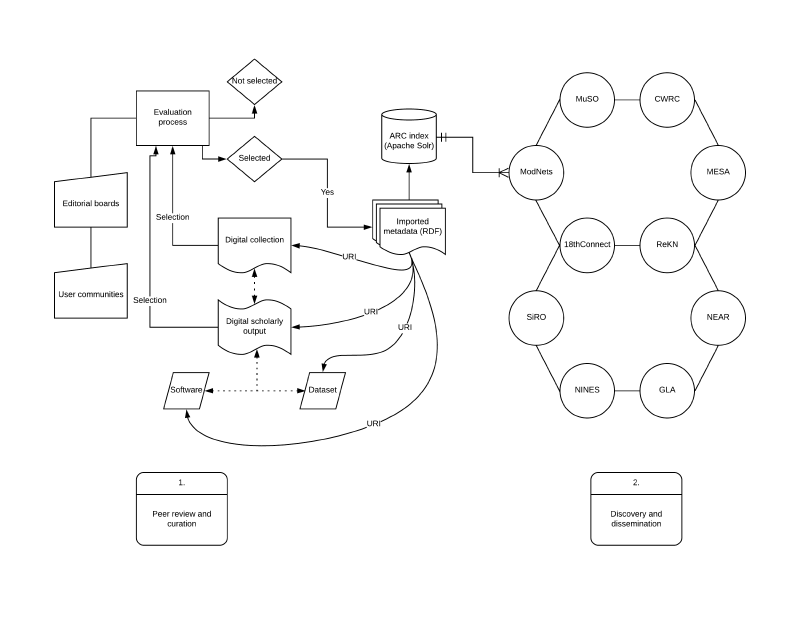 Not selected
Evaluation
process
Selected
Yes
Editorial boards
User communities
Selection
Selection
Digital collection
Digital scholarly
output
Software
Dataset
URI
URI
URI
URI
ARC index
(Apache Solr)
Imported
metadata (RDF)
MuSO
CWRC
ModNets
MESA
18thConnect
ReKN
SiRO
NEAR
NINES
GLA
1.
Peer review and
curation
2.
Discovery and
dissemination